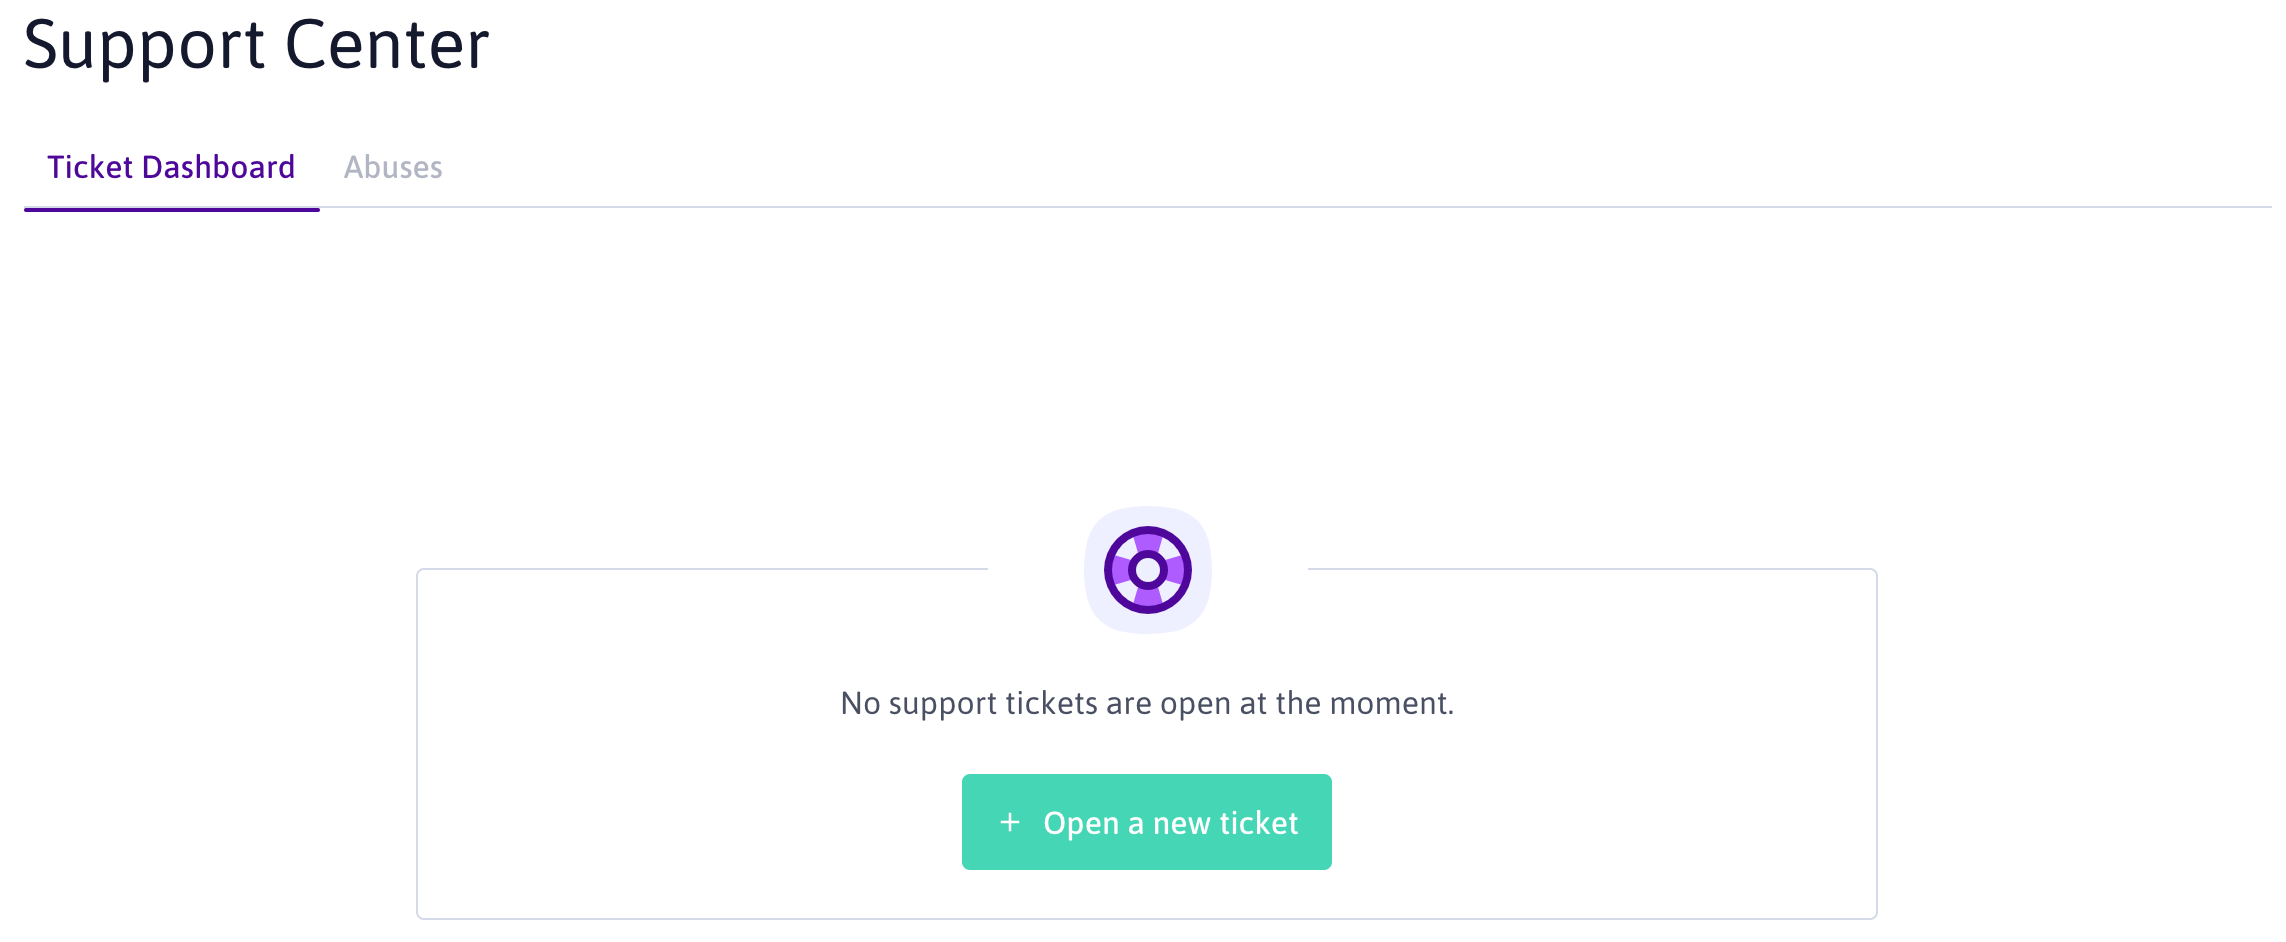 Support Center
Ticket Dashboard Abuses
No support tickets are open at the moment.
+ Open a new ticket